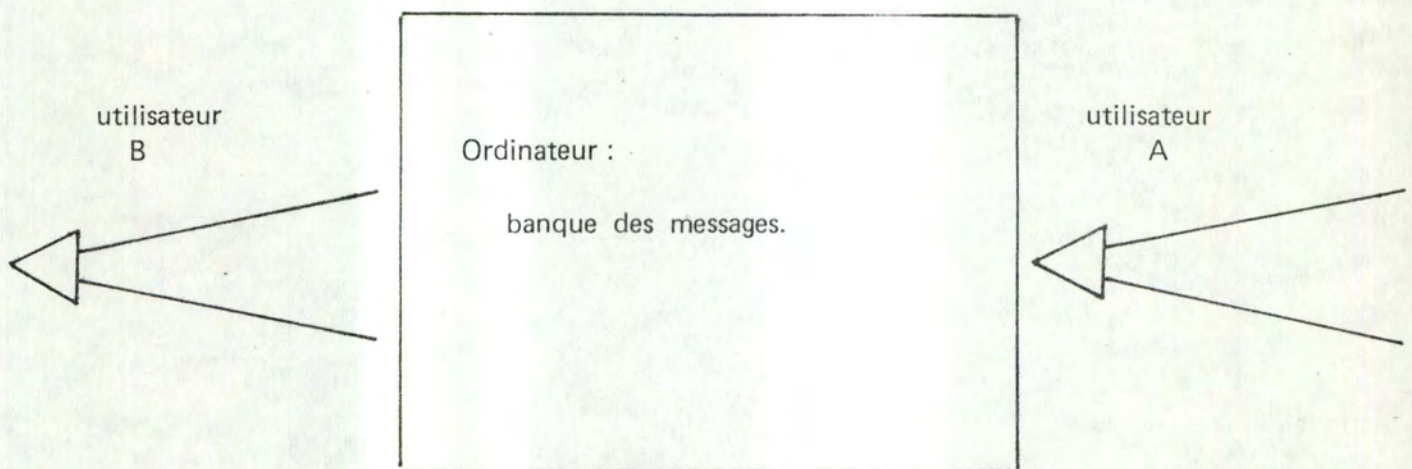 utilisateur
B
Ordinateur :
banque des messages.
utilisateur
A